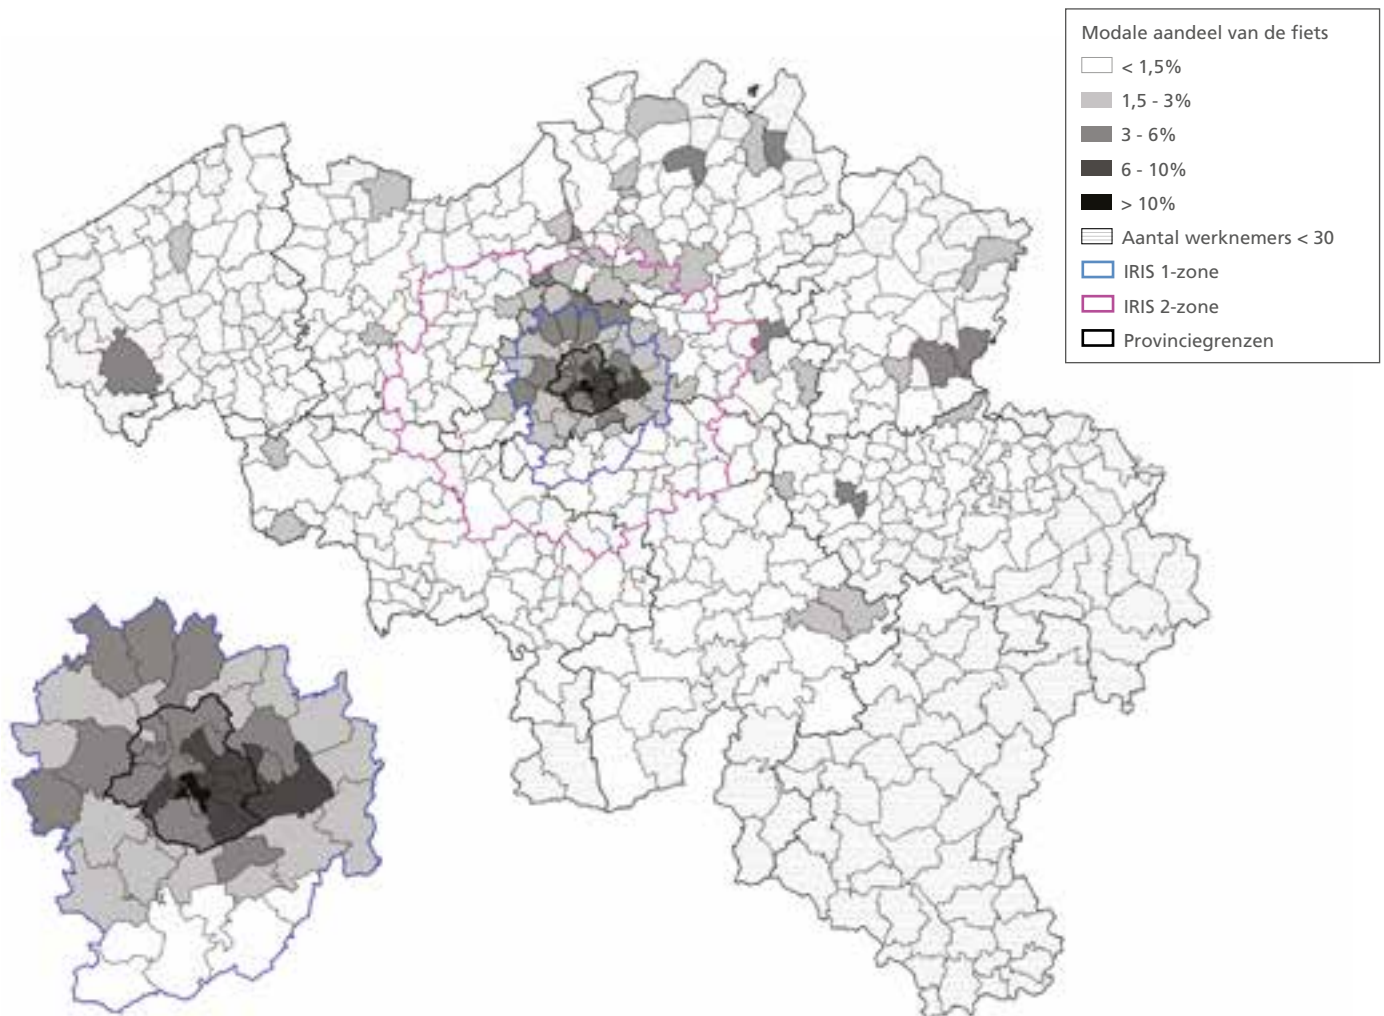 Modale aandeel van de fiets
< 1,5%
1,5 - 3%
3 - 6%
6 - 10%
> 10%
Aantal werknemers < 30
IRIS 1-zone
IRIS 2-zone
Provinciegrenzen